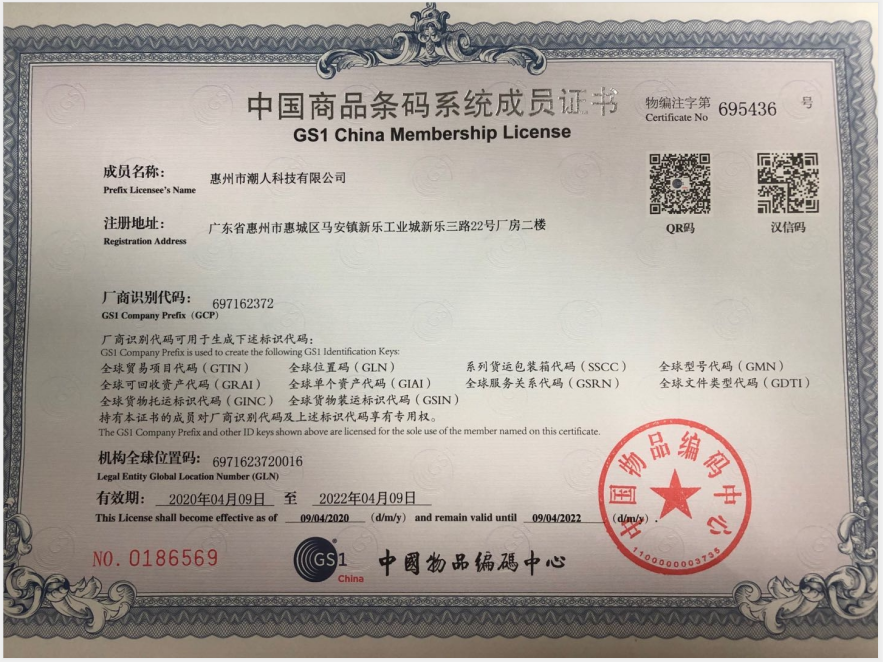 中国商品条码系统成员证书
GS1 China Membership License
物编注字第 695436 号
Certificate No
成员名称： 惠州市潮人科技有限公司
Prefix Licensee's Name
注册地址： 广东省惠州市惠城区马安镇新乐工业城新乐三路22号厂房二楼
Registration Address
QR码 汉信码
厂商识别代码： 697162372
GS1 Company Prefix（GCP）
厂商识别代码可用于生成下述标识代码：
GS1 Company Prefix is used to create the following GS1 Identification Keys:
全球贸易项目代码（GTIN） 全球位置码（GLN） 系列货运包装箱代码（SSCC） 全球型号代码（GMN）
全球可回收资产代码（GRAI） 全球单个资产代码（GIAI） 全球服务关系代码（GSRN） 全球文件类型代码（GDTI）
全球货物托运标识代码（GINC） 全球货物装运标识代码（GSIN）
持有本证书的成员对厂商识别代码及上述标识代码享有专用权。
The GS1 Company Prefix and other ID keys shown above are licensed for the sole use of the member named on this certificate.
机构全球位置码： 6971623720016
Legal Entity Global Location Number (GLN)
有效期： 2020年04月09日 至 2022年04月09日
This License shall become effective as of 09/04/2020 (d/m/y) and remain valid until 09/04/2022 (d/m/y) .
NO. 0186569
GS1 China 中國物品编碼中心
中国物品编码中心
1100000003735